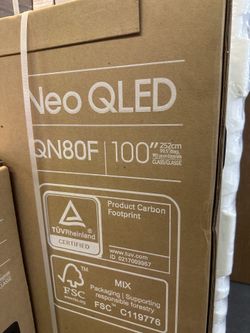 Neo QLED
QN80F 100"
252cm
CLASS/CLASSE
Product Carbon
Footprint
TÜVRheinland
CERTIFIED
www.tuv.com
ID 0217009967
FSC
MIX
Packaging | Supporting
responsible forestry
FSC C119776